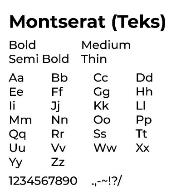 Montserrat (Teks)
Bold Medium
Semi Bold Thin
Aa Bb Cc Dd
Ee Ff Gg Hh
Ii Jj Kk Ll
Mm Nn Oo Pp
Qq Rr Ss Tt
Uu Vv Ww Xx
Yy Zz
1234567890 .,-~!?/